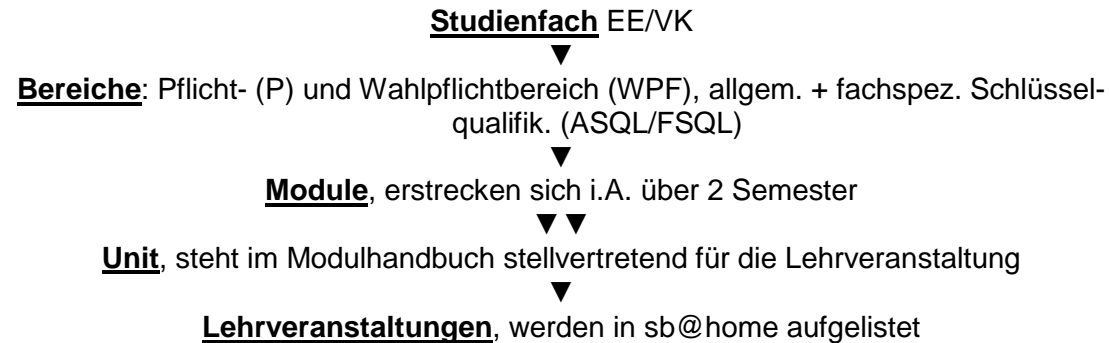 Studienfach EE/VK
▼
Bereiche: Pflicht- (P) und Wahlpflichtbereich (WPF), allgem. + fachspez. Schlüssel-
qualifik. (ASQL/FSQL)
▼
Module, erstrecken sich i.A. über 2 Semester
▼ ▼
Unit, steht im Modulhandbuch stellvertretend für die Lehrveranstaltung
▼
Lehrveranstaltungen, werden in sb@home aufgelistet